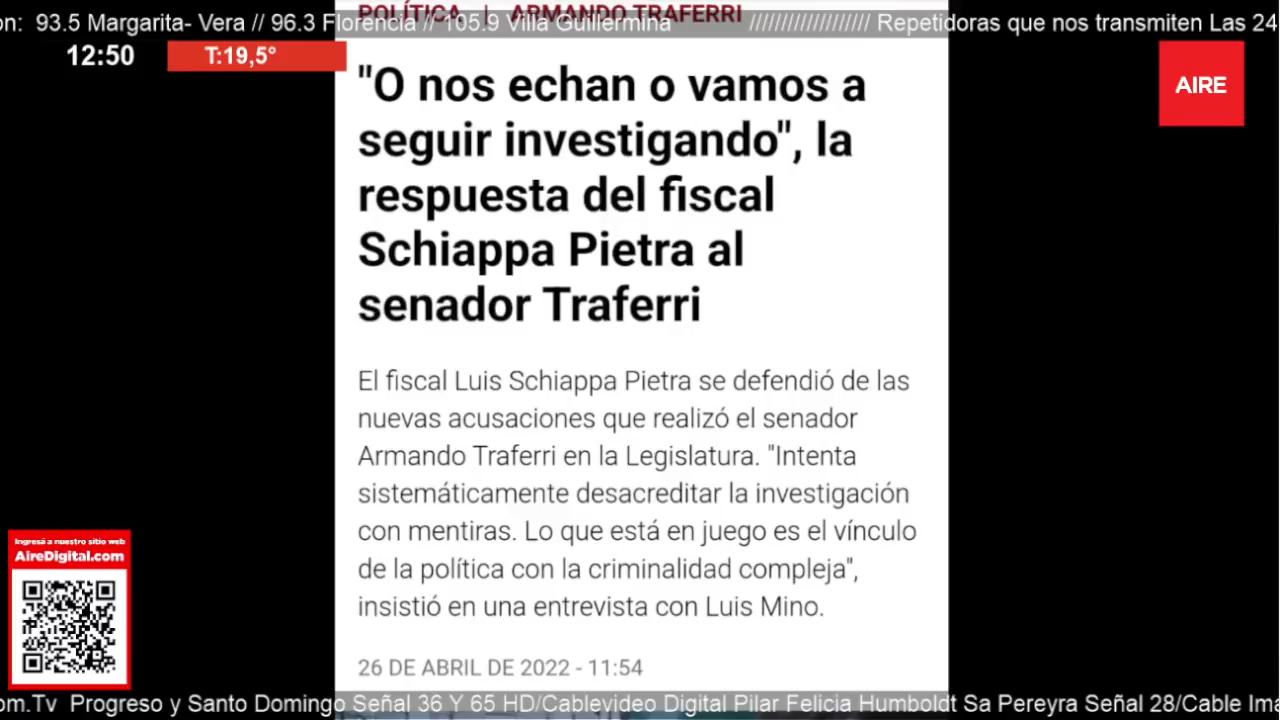 POLÍTICA | ARMANDO TRAFERRI
on: 93.5 Margarita- Vera // 96.3 Florencia // 105.9 Villa Guillermina ////////////////// Repetidoras que nos transmiten Las 24
12:50
T:19,5°
AIRE
"O nos echan o vamos a
seguir investigando", la
respuesta del fiscal
Schiappa Pietra al
senador Traferri
El fiscal Luis Schiappa Pietra se defendió de las
nuevas acusaciones que realizó el senador
Armando Traferri en la Legislatura. "Intenta
sistemáticamente desacreditar la investigación
con mentiras. Lo que está en juego es el vínculo
de la política con la criminalidad compleja",
insistió en una entrevista con Luis Mino.
26 DE ABRIL DE 2022 - 11:54
Ingresá a nuestro sitio web
AireDigital.com
om.Tv Progreso y Santo Domingo Señal 36 Y 65 HD/Cablevideo Digital Pilar Felicia Humboldt Sa Pereyra Señal 28/Cable Ima